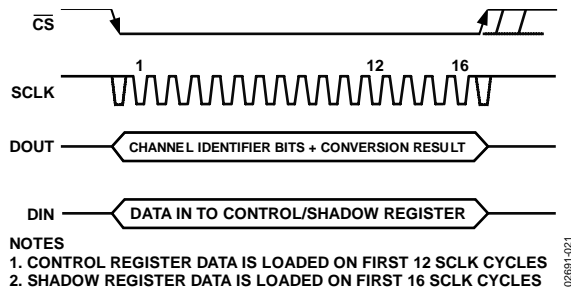 CS
1 12 16
SCLK
DOUT
CHANNEL IDENTIFIER BITS + CONVERSION RESULT
DIN
DATA IN TO CONTROL/SHADOW REGISTER
NOTES
1. CONTROL REGISTER DATA IS LOADED ON FIRST 12 SCLK CYCLES
2. SHADOW REGISTER DATA IS LOADED ON FIRST 16 SCLK CYCLES
02691-021